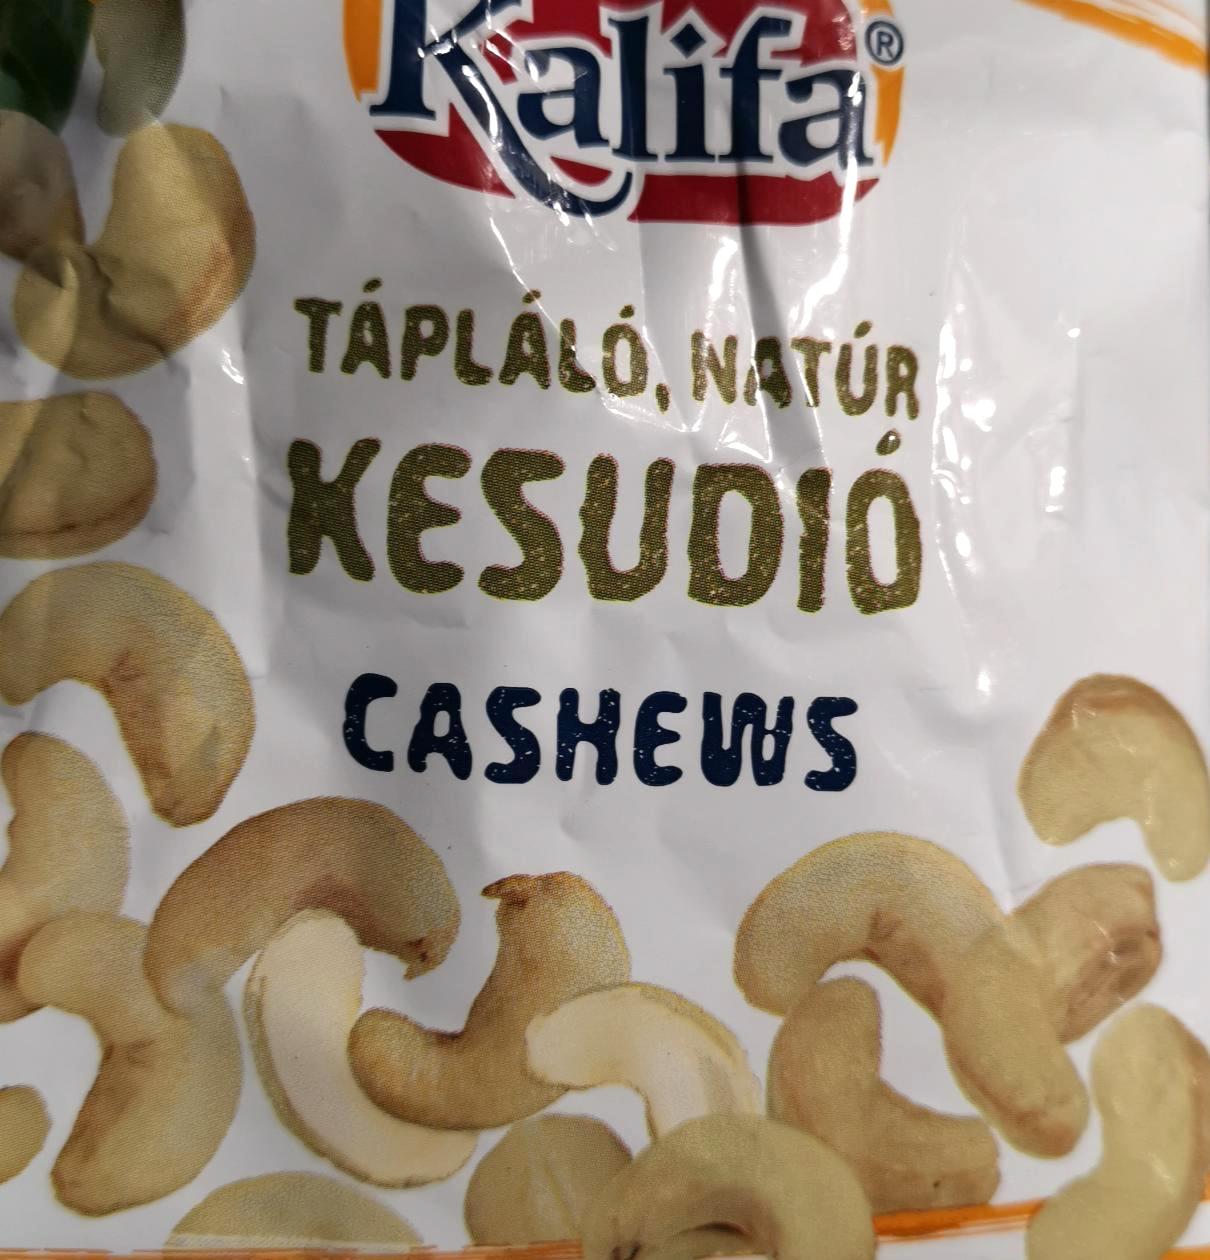 Kalifa®
TÁPLÁLÓ, NATÚR
KESUDIÓ
CASHEWS